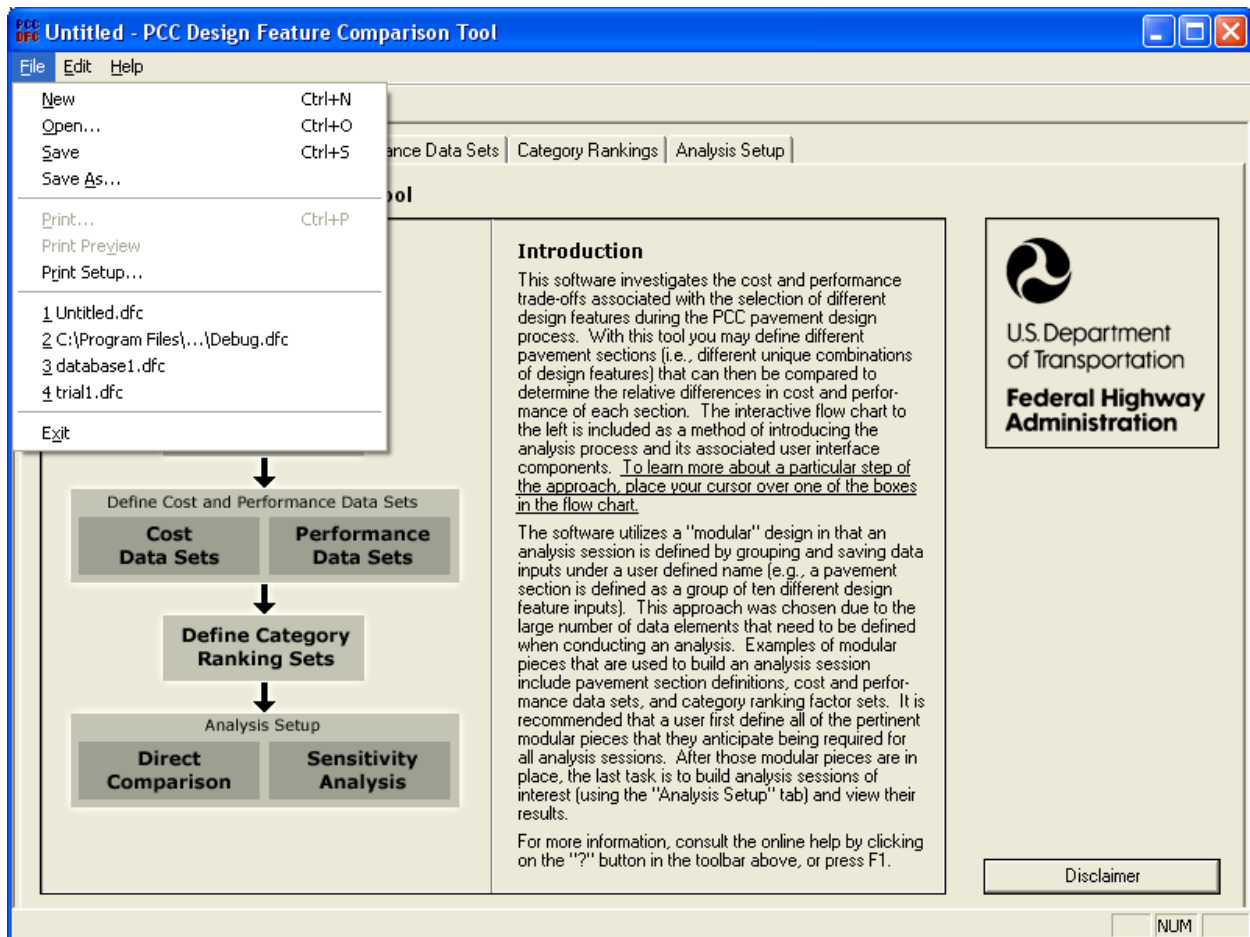 PCC
DFC
Untitled - PCC Design Feature Comparison Tool
File Edit Help
New Ctrl+N
Open... Ctrl+O
Save Ctrl+S
Save As...
Print... Ctrl+P
Print Preview
Print Setup...
1 Untitled.dfc
2 C:\Program Files\...\Debug.dfc
3 database1.dfc
4 trial1.dfc
Exit
ance Data Sets Category Rankings Analysis Setup
ool
Define Cost and Performance Data Sets
Cost
Data Sets
Performance
Data Sets
Define Category
Ranking Sets
Analysis Setup
Direct
Comparison
Sensitivity
Analysis
Introduction
This software investigates the cost and performance
trade-offs associated with the selection of different
design features during the PCC pavement design
process. With this tool you may define different
pavement sections (i.e., different unique combinations
of design features) that can then be compared to
determine the relative differences in cost and perfor-
mance of each section. The interactive flow chart to
the left is included as a method of introducing the
analysis process and its associated user interface
components. To learn more about a particular step of
the approach, place your cursor over one of the boxes
in the flow chart.
The software utilizes a "modular" design in that an
analysis session is defined by grouping and saving data
inputs under a user defined name (e.g., a pavement
section is defined as a group of ten different design
feature inputs). This approach was chosen due to the
large number of data elements that need to be defined
when conducting an analysis. Examples of modular
pieces that are used to build an analysis session
include pavement section definitions, cost and perfor-
mance data sets, and category ranking factor sets. It is
recommended that a user first define all of the pertinent
modular pieces that they anticipate being required for
all analysis sessions. After those modular pieces are in
place, the last task is to build analysis sessions of
interest (using the "Analysis Setup" tab) and view their
results.
For more information, consult the online help by clicking
on the "?" button in the toolbar above, or press F1.
U.S. Department
of Transportation
Federal Highway
Administration
Disclaimer
NUM